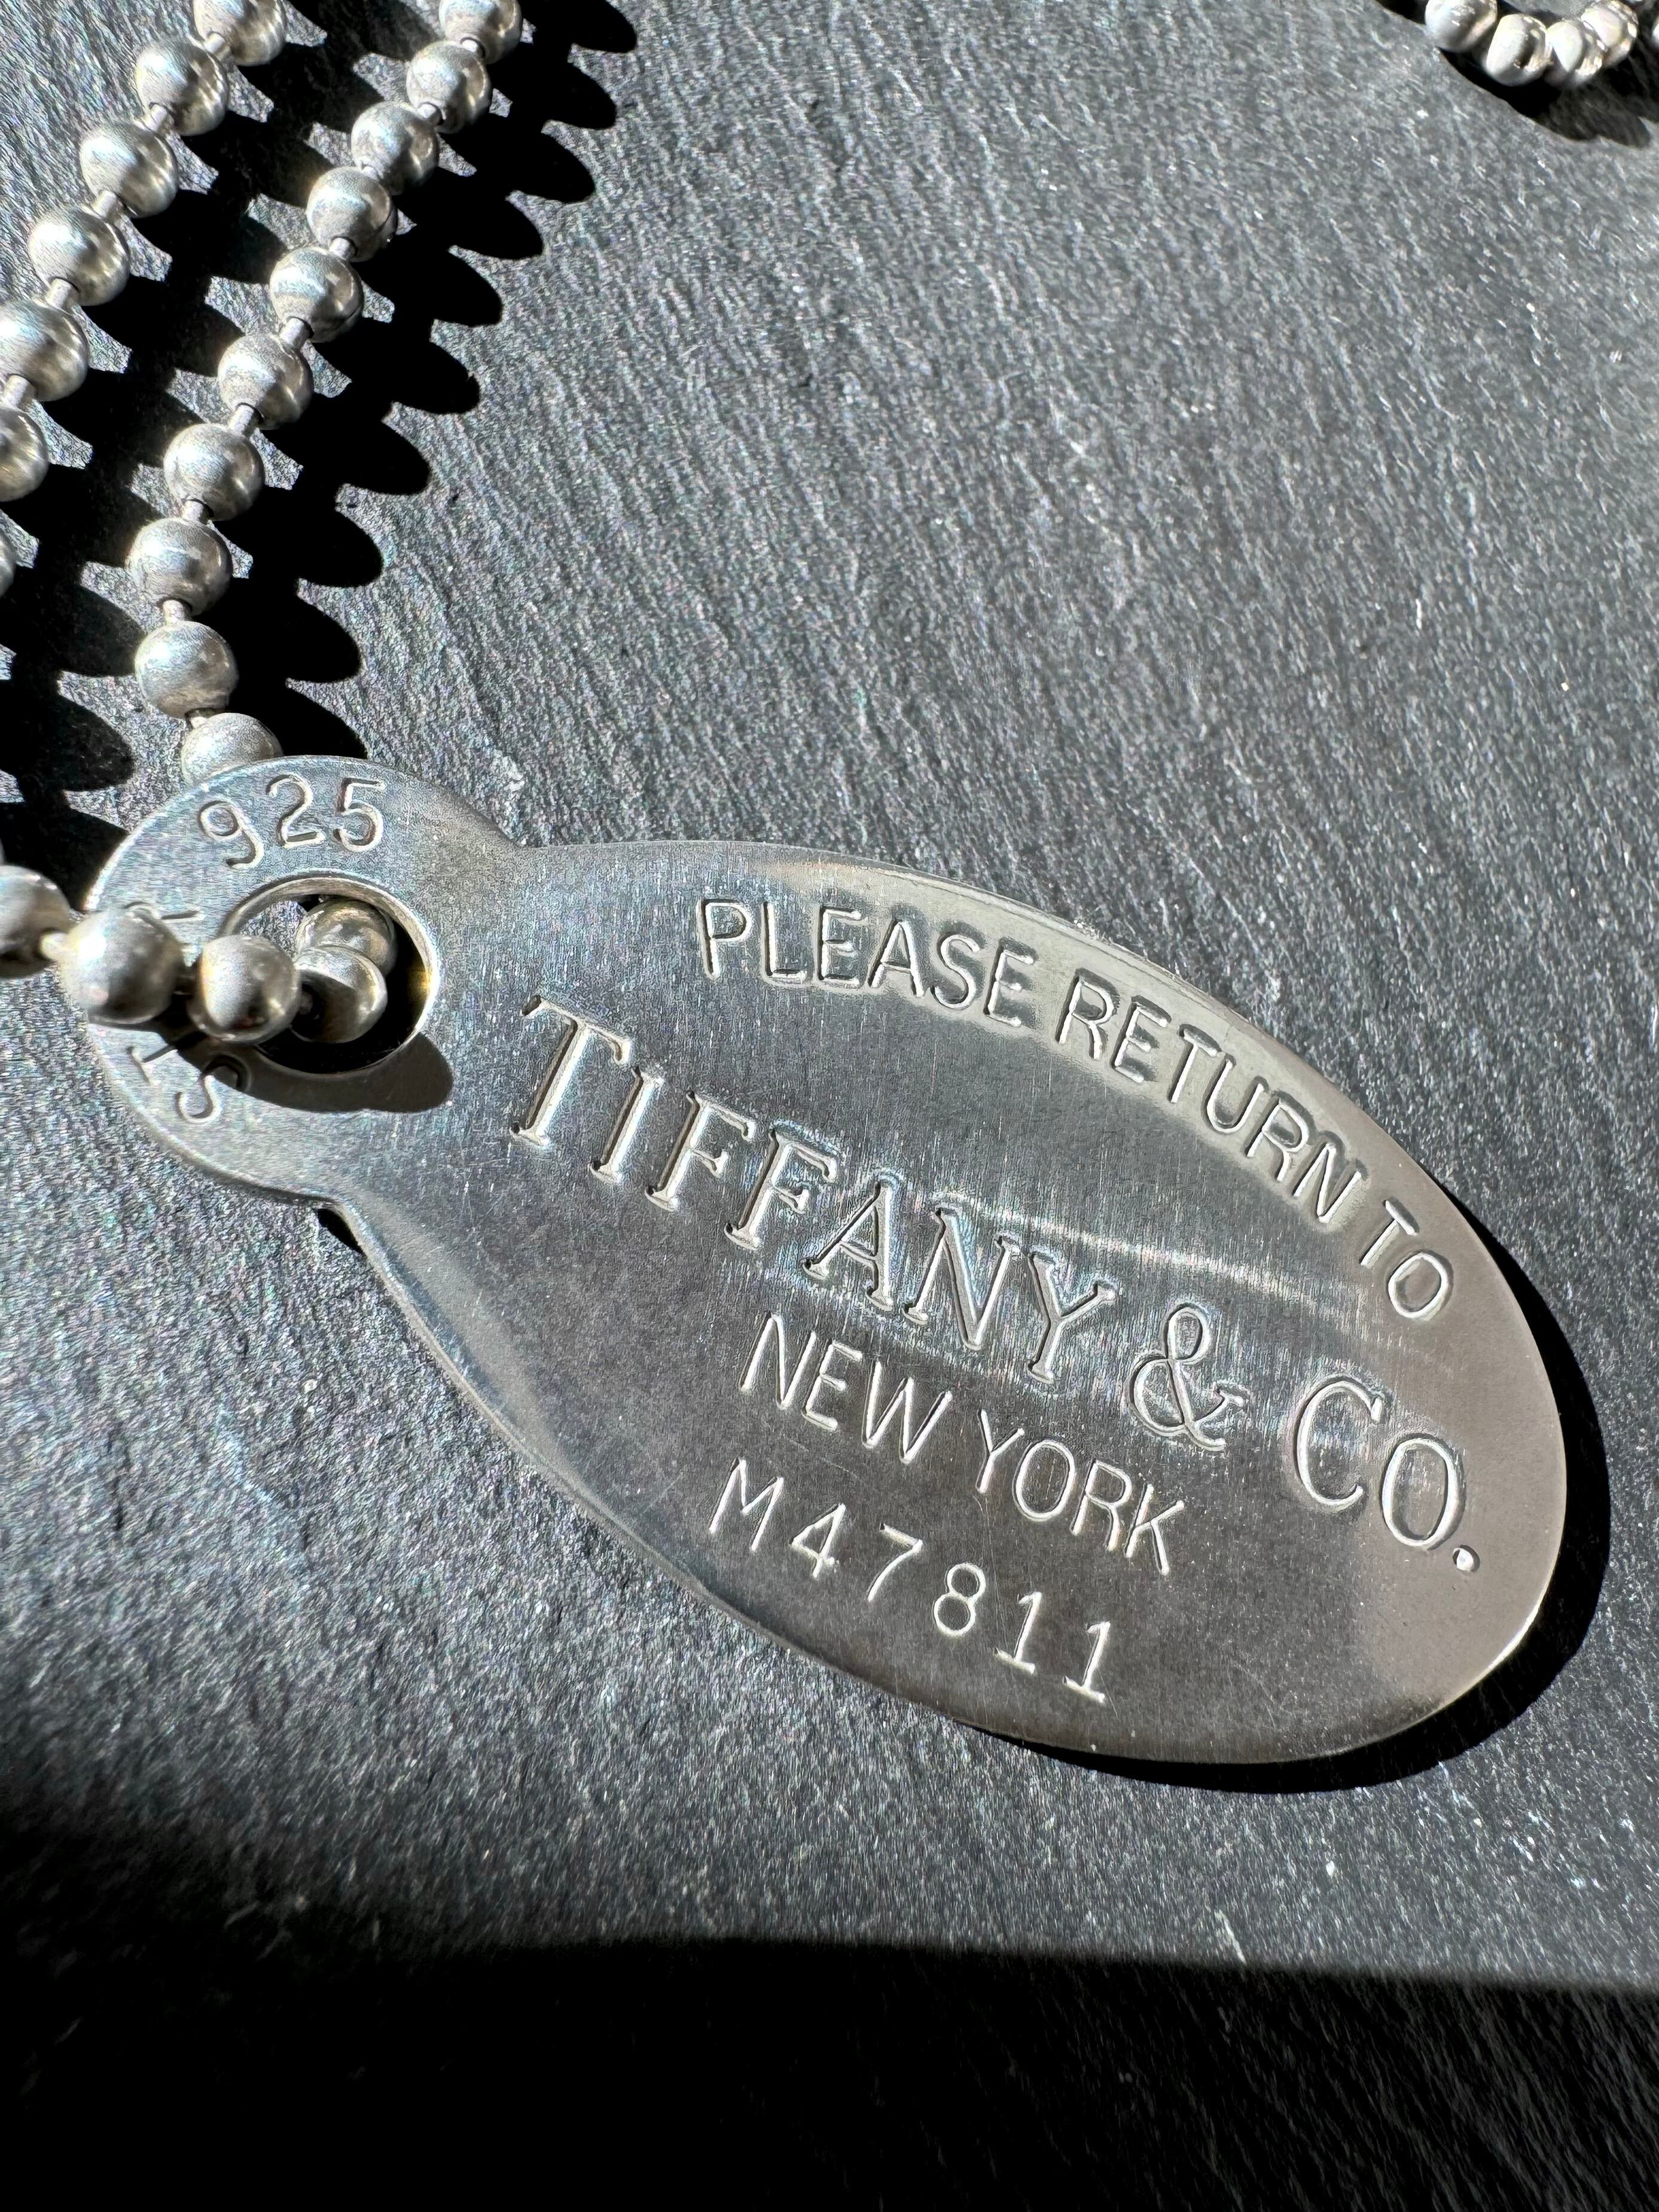 925
PLEASE RETURN TO
TIFFANY & CO.
NEW YORK
M47811